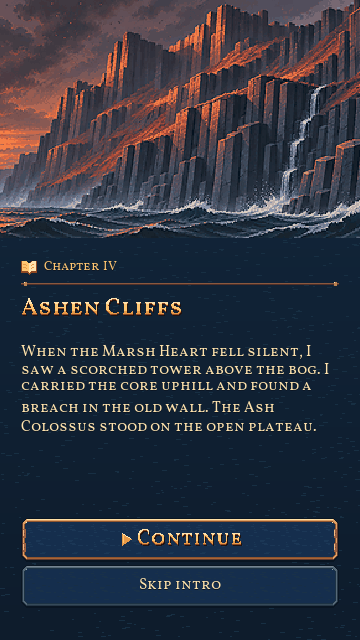 Chapter IV
Ashen Cliffs
When the Marsh Heart fell silent, I
saw a scorched tower above the bog. I
carried the core uphill and found a
breach in the old wall. The Ash
Colossus stood on the open plateau.
Continue
Skip intro